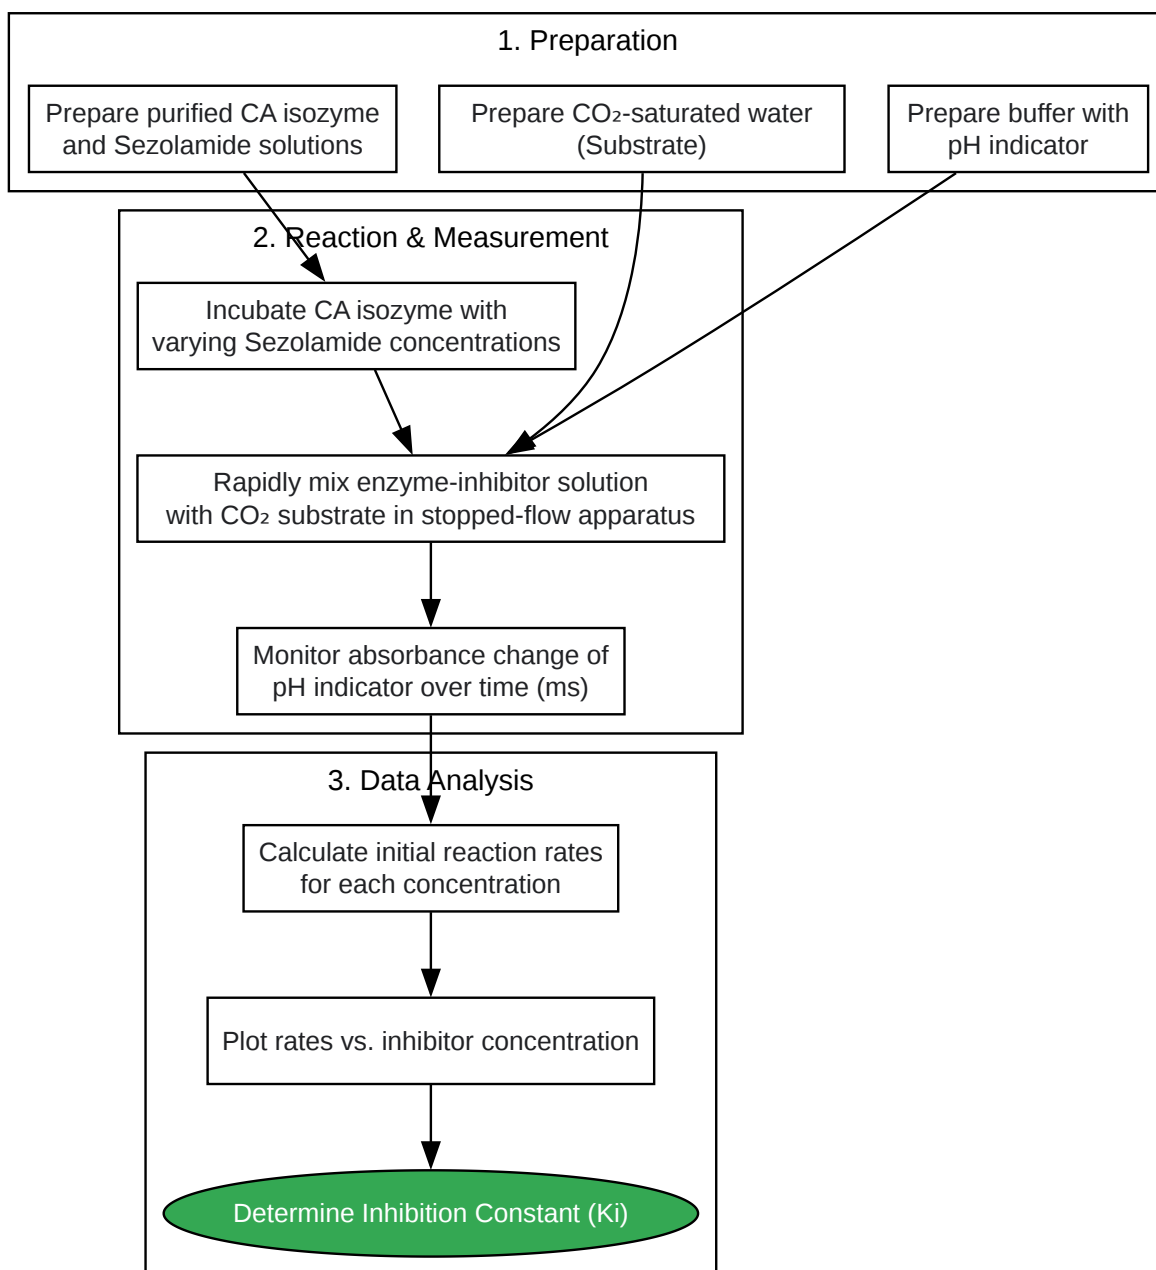 1. Preparation
Prepare purified CA isozyme
and Sezolamide solutions
Prepare CO₂-saturated water
(Substrate)
Prepare buffer with
pH indicator
2. Reaction & Measurement
Incubate CA isozyme with
varying Sezolamide concentrations
Rapidly mix enzyme-inhibitor solution
with CO₂ substrate in stopped-flow apparatus
Monitor absorbance change of
pH indicator over time (ms)
3. Data Analysis
Calculate initial reaction rates
for each concentration
Plot rates vs. inhibitor concentration
Determine Inhibition Constant (Ki)